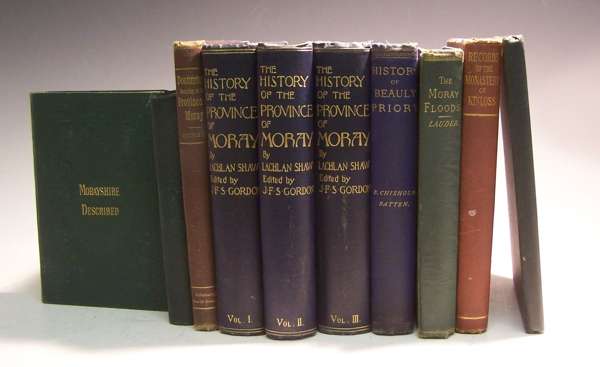 MORAYSHIRE
DESCRIBED
Province
Moray
THE
HISTORY
OF THE
PROVINCE
OF
MORAY
By
LACHLAN SHAW
Edited by
J·F·S GORDON
VOL. I.
THE
HISTORY
OF THE
PROVINCE
OF
MORAY
By
LACHLAN SHAW
Edited by
J·F·S GORDON
VOL. II.
THE
HISTORY
OF THE
PROVINCE
OF
MORAY
By
LACHLAN SHAW
Edited by
J·F·S GORDON
VOL. III.
HISTORY
OF
BEAULY
PRIORY
E. CHISHOLM
BATTEN.
THE
MORAY
FLOODS
LAUDER.
RECORDS
OF THE
MONASTERY
OF
KINLOSS